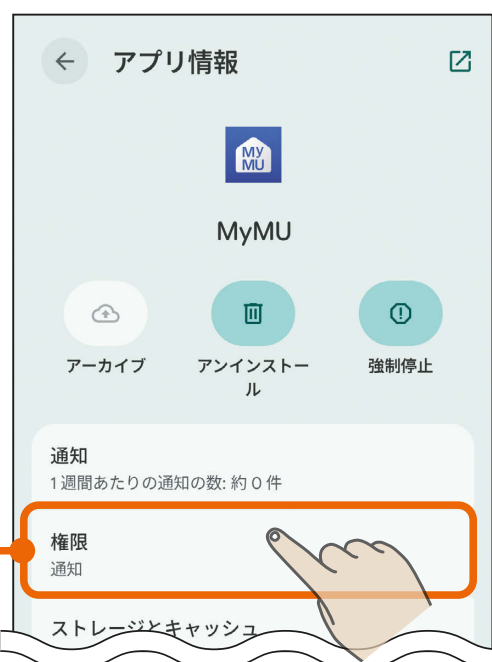 アプリ情報
MY
MU
MyMU
アーカイブ
アンインストー
ル
強制停止
通知
1週間あたりの通知の数: 約 0 件
権限
通知
ストレージとキャッシュ